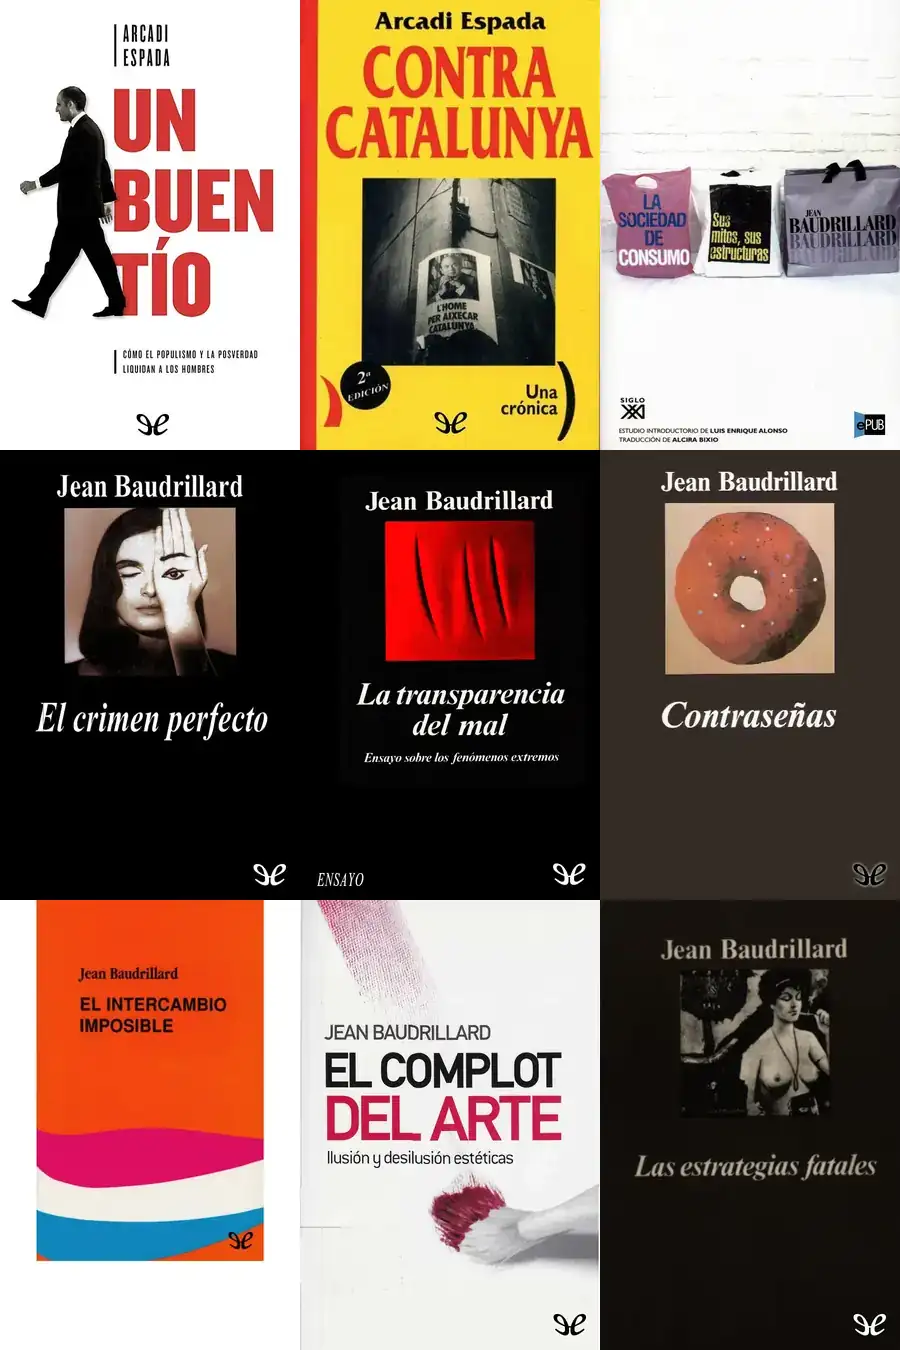 ARCADI
ESPADA
UN
BUEN
TÍO
CÓMO EL POPULISMO Y LA POSVERDAD
LIQUIDAN A LOS HOMBRES
Arcadi Espada
CONTRA
CATALUNYA
L'HOME
PER AIXECAR
CATALUNYA
2ª
EDICIÓN
Una
crónica
LA
SOCIEDAD
DE
CONSUMO
Sus
mitos, sus
estructuras
JEAN
BAUDRILLARD
BAUDRILLARD
BAUDRILLARD
SIGLO
XXI
ESTUDIO INTRODUCTORIO DE LUIS ENRIQUE ALONSO
TRADUCCIÓN DE ALCIRA BIXIO
ePUB
Jean Baudrillard
El crimen perfecto
Jean Baudrillard
La transparencia
del mal
Ensayo sobre los fenómenos extremos
ENSAYO
Jean Baudrillard
Contraseñas
Jean Baudrillard
EL INTERCAMBIO
IMPOSIBLE
JEAN BAUDRILLARD
EL COMPLOT
DEL ARTE
Ilusión y desilusión estéticas
Jean Baudrillard
Las estrategias fatales